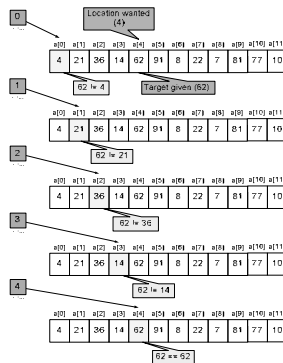 0
Location wanted
(4)
a[0] a[1] a[2] a[3] a[4] a[5] a[6] a[7] a[8] a[9] a[10] a[11]
4 21 36 14 62 91 8 22 7 81 77 10
62 != 4
Target given (62)
1
a[0] a[1] a[2] a[3] a[4] a[5] a[6] a[7] a[8] a[9] a[10] a[11]
4 21 36 14 62 91 8 22 7 81 77 10
62 != 21
2
a[0] a[1] a[2] a[3] a[4] a[5] a[6] a[7] a[8] a[9] a[10] a[11]
4 21 36 14 62 91 8 22 7 81 77 10
62 != 36
3
a[0] a[1] a[2] a[3] a[4] a[5] a[6] a[7] a[8] a[9] a[10] a[11]
4 21 36 14 62 91 8 22 7 81 77 10
62 != 14
4
a[0] a[1] a[2] a[3] a[4] a[5] a[6] a[7] a[8] a[9] a[10] a[11]
4 21 36 14 62 91 8 22 7 81 77 10
62 == 62